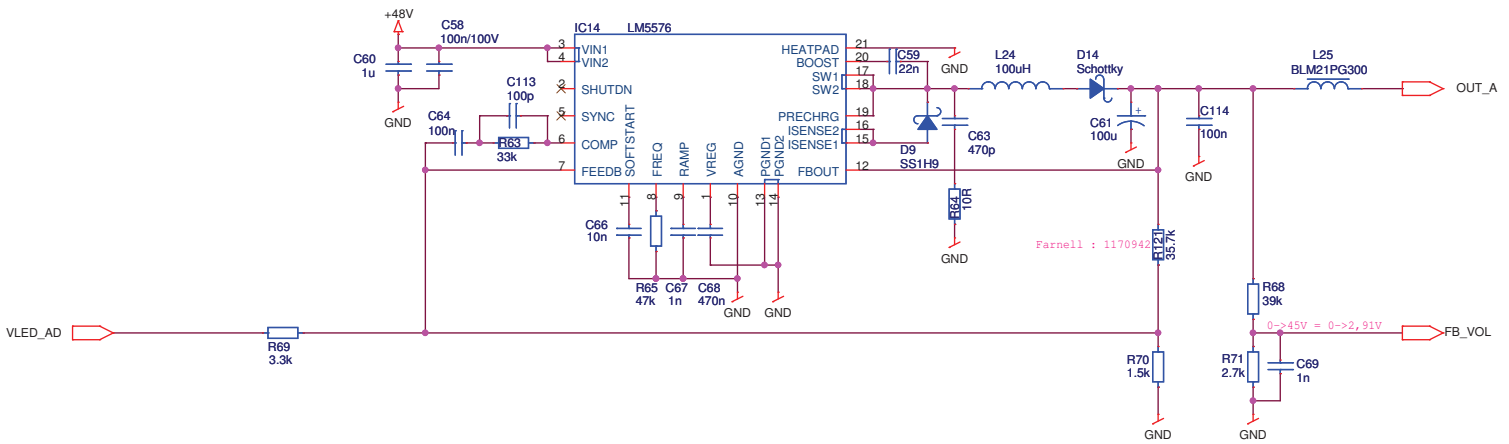 +48V
C58
100n/100V
C60
1u
IC14 LM5576
3 VIN1
4 VIN2
2 SHUTDN
5 SYNC
6 COMP
7 FEEDB
HEATPAD 21
BOOST 20
SW1 17
SW2 18
PRECHRG 19
ISENSE2 16
ISENSE1 15
FBOUT 12
SOFTSTART 11
FREQ 8
RAMP 9
VREG 1
AGND 10
PGND1 13
PGND2 14
GND
C113
100p
C64
100n
R63
33k
C59
22n
GND
L24
100uH
D14
Schottky
L25
BLM21PG300
OUT_A
C61
100u
+
GND
C114
100n
GND
D9
SS1H9
C63
470p
R64
10R
GND
C66
10n
R65
47k
C67
1n
C68
470n
GND
GND
Farnell : 1170942
R121
35.7k
R68
39k
0->45V = 0->2,91V
FB_VOL
VLED_AD
R69
3.3k
R70
1.5k
GND
R71
2.7k
C69
1n
GND